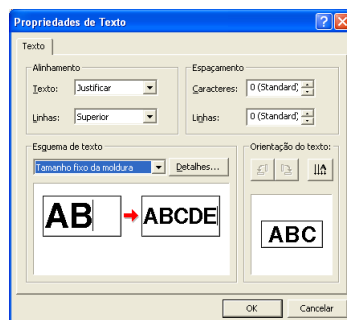 Propriedades de Texto
Texto
Alinhamento
Texto: Justificar
Linhas: Superior
Espaçamento
Caracteres: 0 (Standard)
Linhas: 0 (Standard)
Esquema de texto
Tamanho fixo da moldura Detalhes...
AB ABCDE
Orientação do texto:
ABC
OK Cancelar